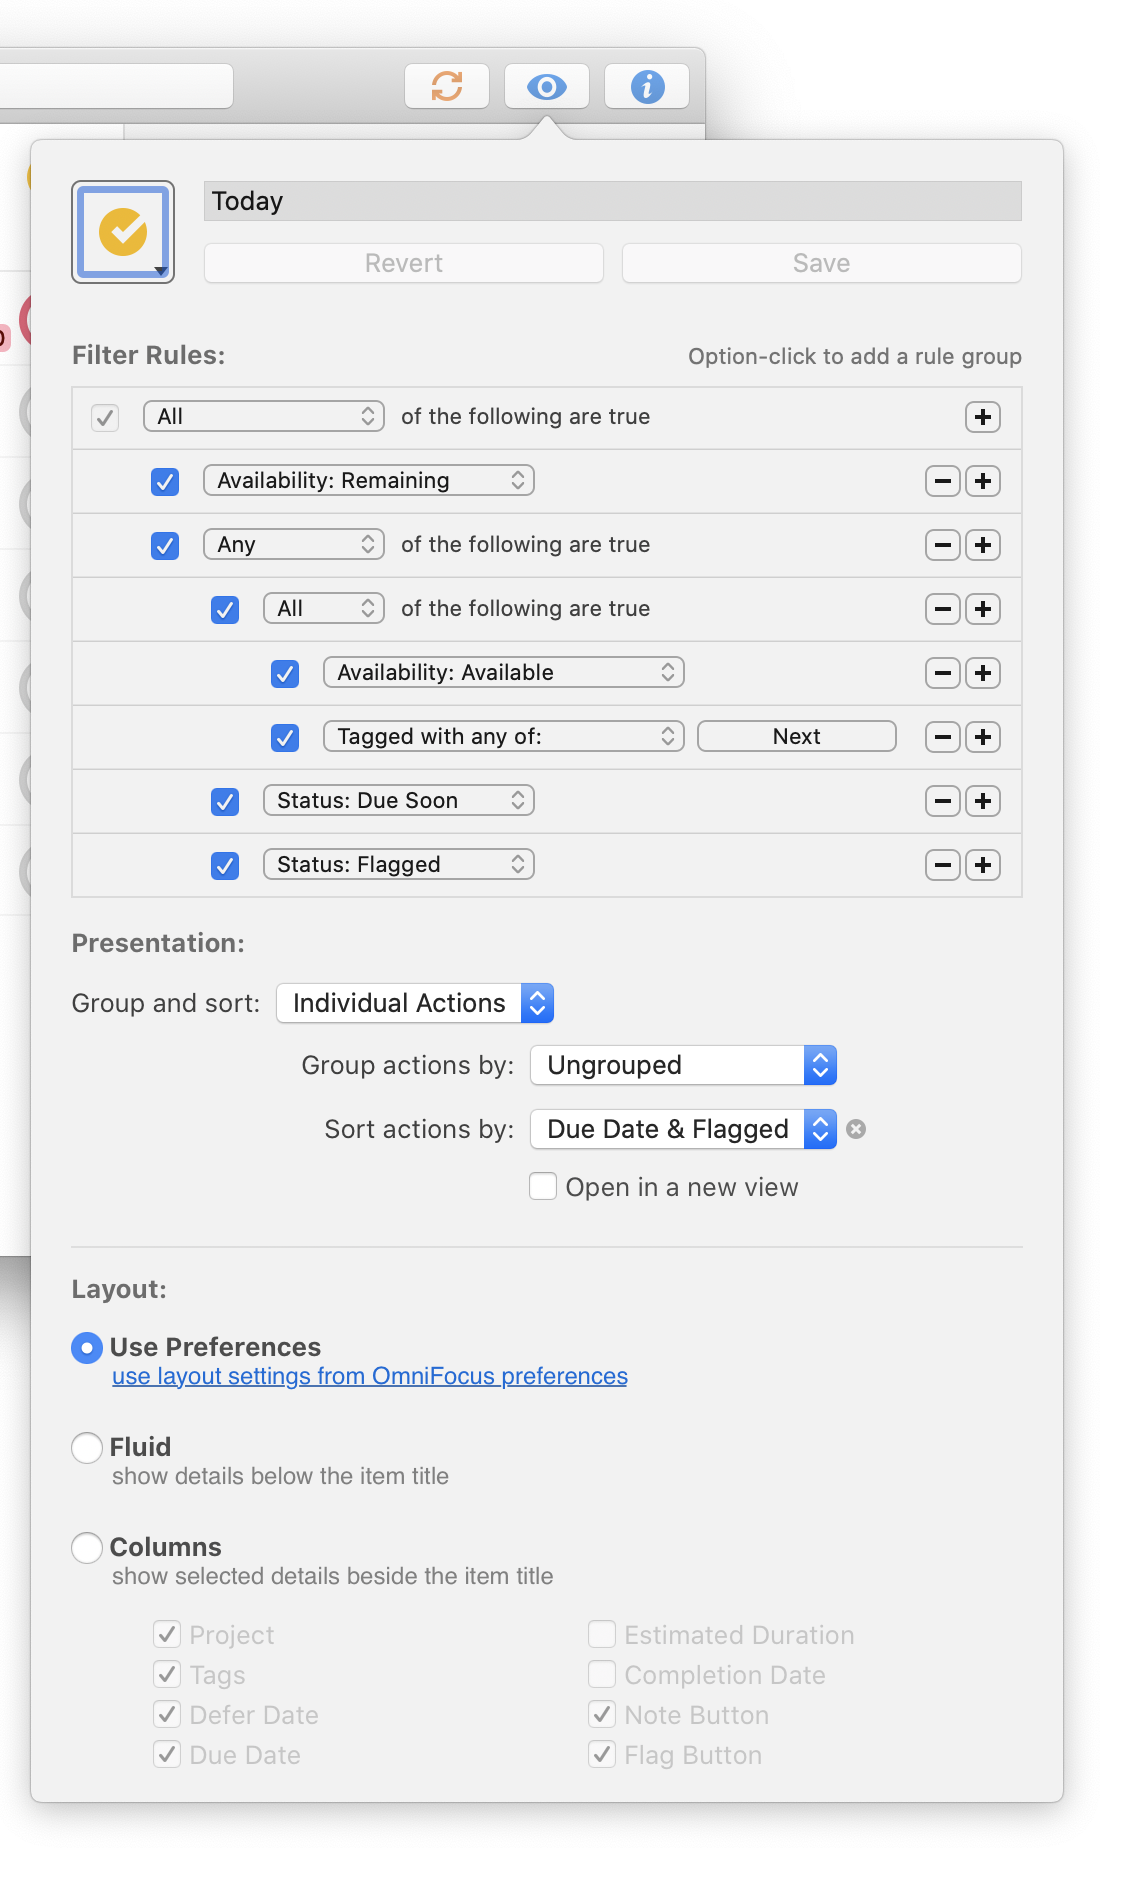 Today
Revert
Save
Filter Rules:
Option-click to add a rule group
All of the following are true
Availability: Remaining
Any of the following are true
All of the following are true
Availability: Available
Tagged with any of: Next
Status: Due Soon
Status: Flagged
Presentation:
Group and sort: Individual Actions
Group actions by: Ungrouped
Sort actions by: Due Date & Flagged
Open in a new view
Layout:
Use Preferences
use layout settings from OmniFocus preferences
Fluid
show details below the item title
Columns
show selected details beside the item title
Project
Estimated Duration
Tags
Completion Date
Defer Date
Note Button
Due Date
Flag Button